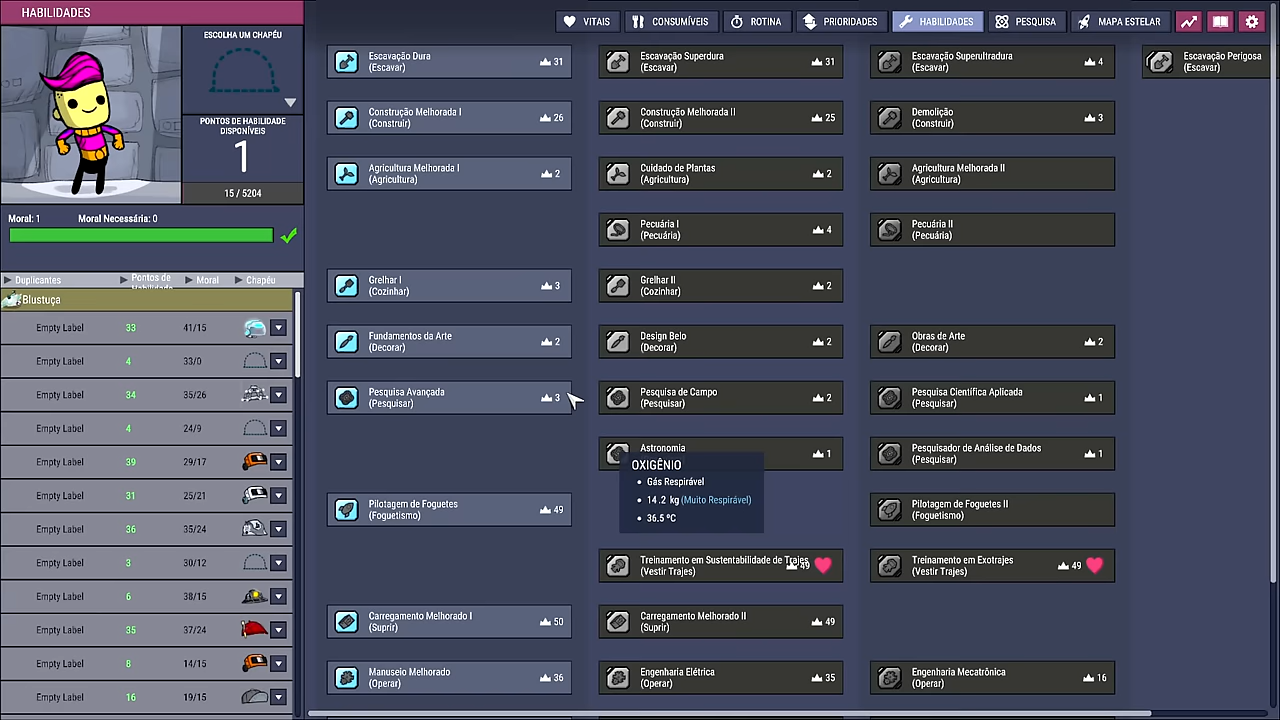 HABILIDADES
VITAIS
CONSUMÍVEIS
ROTINA
PRIORIDADES
HABILIDADES
PESQUISA
MAPA ESTELAR
ESCOLHA UM CHAPÉU
PONTOS DE HABILIDADE
DISPONÍVEIS
1
15 / 5204
Moral: 1
Moral Necessária: 0
Duplicantes
Pontos de
Habilidade
Moral
Chapéu
Blustuça
Empty Label 33 41/15
Empty Label 4 33/0
Empty Label 34 35/26
Empty Label 4 24/9
Empty Label 39 29/17
Empty Label 31 25/21
Empty Label 36 35/24
Empty Label 3 30/12
Empty Label 6 38/15
Empty Label 35 37/24
Empty Label 8 14/15
Empty Label 16 19/15
Escavação Dura
(Escavar)
31
Escavação Superdura
(Escavar)
31
Escavação Superultradura
(Escavar)
4
Escavação Perigosa
(Escavar)
Construção Melhorada I
(Construir)
26
Construção Melhorada II
(Construir)
25
Demolição
(Construir)
3
Agricultura Melhorada I
(Agricultura)
2
Cuidado de Plantas
(Agricultura)
2
Agricultura Melhorada II
(Agricultura)
Pecuária I
(Pecuária)
4
Pecuária II
(Pecuária)
Grelhar I
(Cozinhar)
3
Grelhar II
(Cozinhar)
2
Fundamentos da Arte
(Decorar)
2
Design Belo
(Decorar)
2
Obras de Arte
(Decorar)
2
Pesquisa Avançada
(Pesquisar)
3
Pesquisa de Campo
(Pesquisar)
2
Pesquisa Científica Aplicada
(Pesquisar)
1
Astronomia
1
Pesquisador de Análise de Dados
(Pesquisar)
1
OXIGÊNIO
Gás Respirável
14.2 kg (Muito Respirável)
36.5 ºC
Pilotagem de Foguetes
(Foguetismo)
49
Pilotagem de Foguetes II
(Foguetismo)
Treinamento em Sustentabilidade de Trajes
(Vestir Trajes)
49
Treinamento em Exotrajes
(Vestir Trajes)
49
Carregamento Melhorado I
(Suprir)
50
Carregamento Melhorado II
(Suprir)
49
Manuseio Melhorado
(Operar)
36
Engenharia Elétrica
(Operar)
35
Engenharia Mecatrônica
(Operar)
16